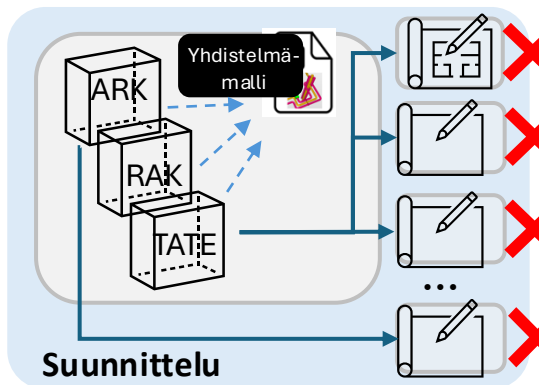 Yhdistelmä-
malli
ARK
RAK
TATE
...
Suunnittelu